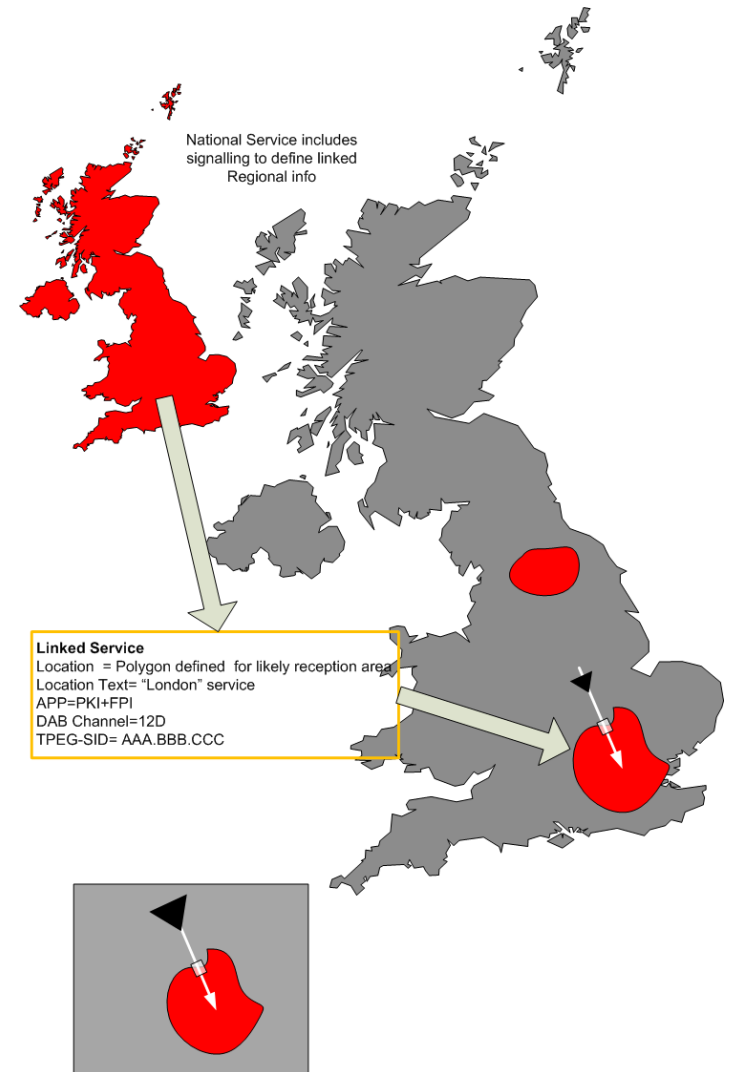 National Service includes
signalling to define linked
Regional info
Linked Service
Location  = Polygon defined  for likely reception area
Location Text= “London” service
APP=PKI+FPI
DAB Channel=12D
TPEG-SID= AAA.BBB.CCC